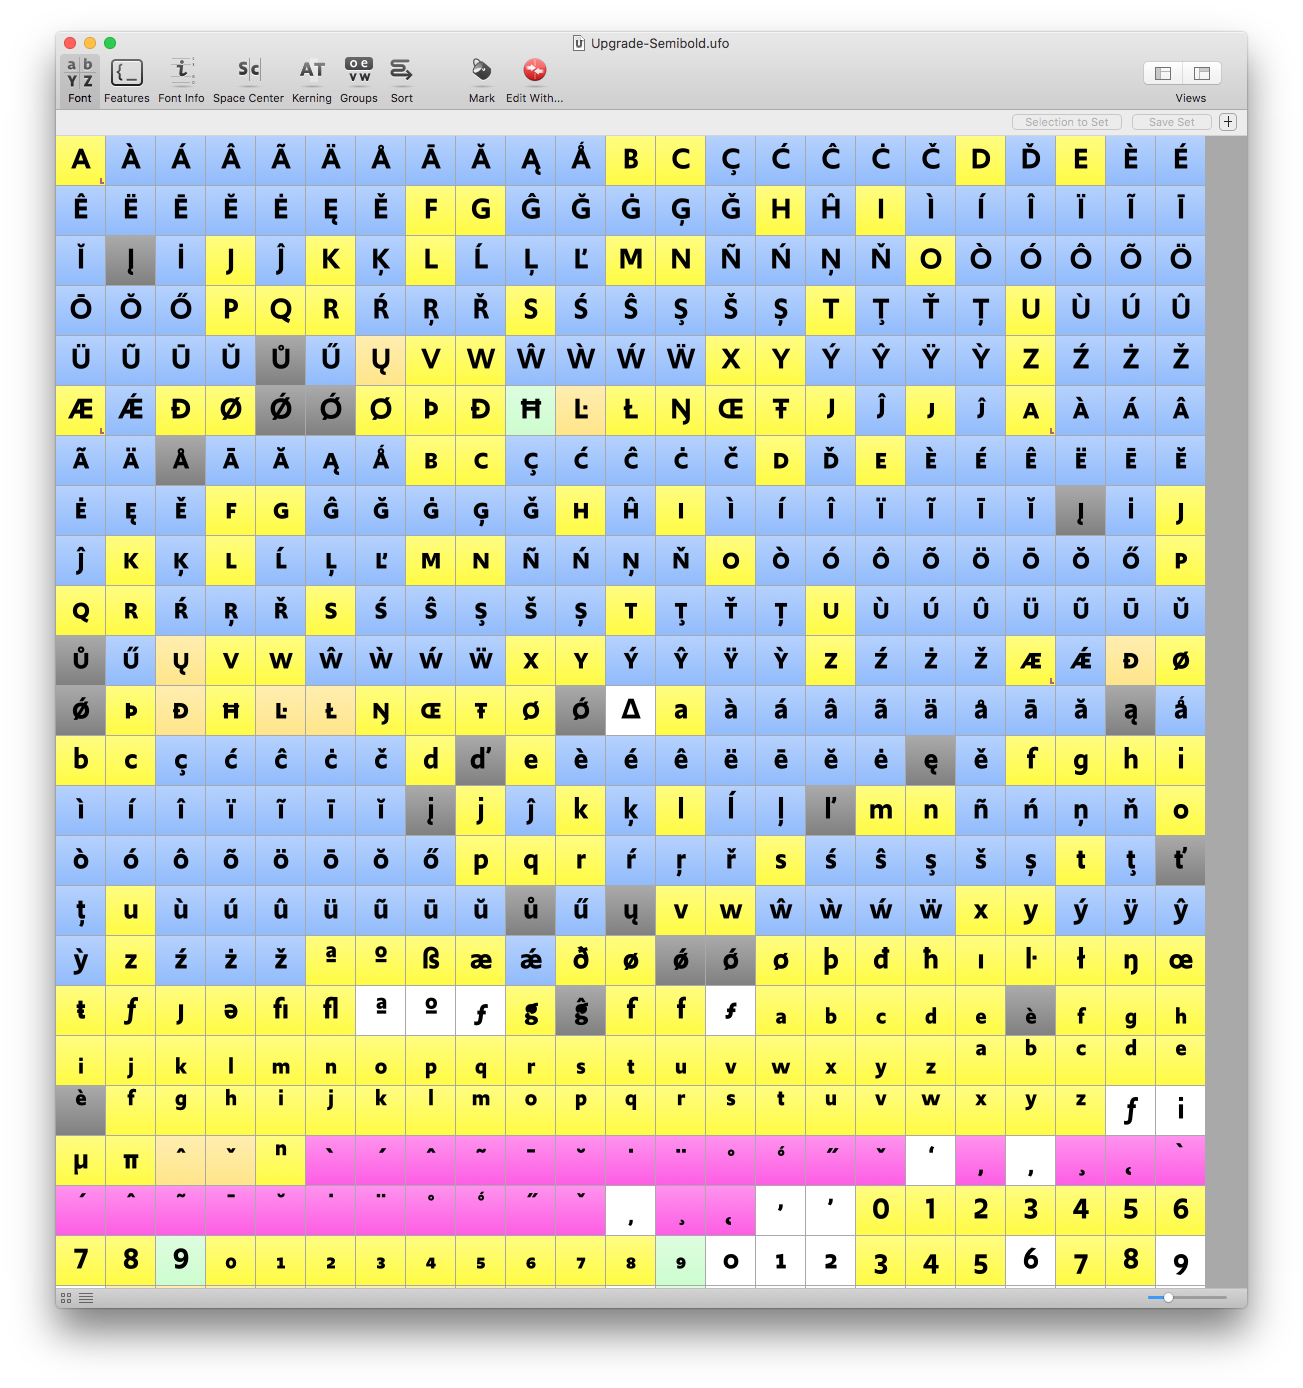 Upgrade-Semibold.ufo
a b Y Z {_ i S|c AT o e v w
Font Features Font Info Space Center Kerning Groups Sort Mark Edit With... Views
Selection to Set Save Set +
A À Á Â Ã Ä Å Ā Ă Ą Ǻ B C Ç Ć Ĉ Ċ Č D Ď E È É
Ê Ë Ē Ĕ Ė Ę Ě F G Ĝ Ğ Ġ Ģ Ǧ H Ĥ I Ì Í Î Ï Ĩ Ī
Ĭ Į İ J Ĵ K Ķ L Ĺ Ļ Ľ M N Ñ Ń Ņ Ň O Ò Ó Ô Õ Ö
Ō Ŏ Ő P Q R Ŕ Ŗ Ř S Ś Ŝ Ş Š Ș T Ţ Ť Ț U Ù Ú Û
Ü Ũ Ū Ŭ Ů Ű Ų V W Ŵ Ẁ Ẃ Ẅ X Y Ý Ŷ Ÿ Ỳ Z Ź Ż Ž
Æ Ǽ Ð Ø Ǿ Ǿ Ø Þ Đ Ħ Ŀ Ł Ŋ Œ Ŧ J Ĵ J Ĵ A À Á Â
Ã Ä Å Ā Ă Ą Ǻ B C Ç Ć Ĉ Ċ Č D Ď E È É Ê Ë Ē Ĕ
Ė Ę Ě F G Ĝ Ğ Ġ Ģ Ǧ H Ĥ I Ì Í Î Ï Ĩ Ī Ĭ Į İ J
Ĵ K Ķ L Ĺ Ļ Ľ M N Ñ Ń Ņ Ň O Ò Ó Ô Õ Ö Ō Ŏ Ő P
Q R Ŕ Ŗ Ř S Ś Ŝ Ş Š Ș T Ţ Ť Ț U Ù Ú Û Ü Ũ Ū Ŭ
Ů Ű Ų V W Ŵ Ẁ Ẃ Ẅ X Y Ý Ŷ Ÿ Ỳ Z Ź Ż Ž Æ Ǽ Ð Ø
Ǿ Þ Đ Ħ Ŀ Ł Ŋ Œ Ŧ Ø Ǿ Δ a à á â ã ä å ā ă ą ǻ
b c ç ć ĉ ċ č d ď e è é ê ë ē ĕ ė ę ě f g h i
ì í î ï ĩ ī ĭ į j ĵ k ķ l ĺ ļ ľ m n ñ ń ņ ň o
ò ó ô õ ö ō ŏ ő p q r ŕ ŗ ř s ś ŝ ş š ș t ţ ť
ț u ù ú û ü ũ ū ŭ ů ű ų v w ŵ ẁ ẃ ẅ x y ý ÿ ŷ
ỳ z ź ż ž ª º ß æ ǽ ð ø ǿ ǿ ø þ đ ħ ı ŀ ł ŋ œ
ŧ ƒ ȷ ə ﬁ ﬂ ª º ƒ g ĝ f f ƒ a b c d e è f g h
i j k l m n o p q r s t u v w x y z a b c d e
è f g h i j k l m o p q r s t u v w x y z ƒ i
µ π ˆ ˇ n ` ´ ˆ ˜ ¯ ˘ ˙ ¨ ˚ ˝ ˇ ‘ , , ¸ ˛ `
´ ˆ ˜ ¯ ˘ ˙ ¨ ˚ ˝ ˇ , ¸ ˛ ’ ’ 0 1 2 3 4 5 6
7 8 9 0 1 2 3 4 5 6 7 8 9 0 1 2 3 4 5 6 7 8 9